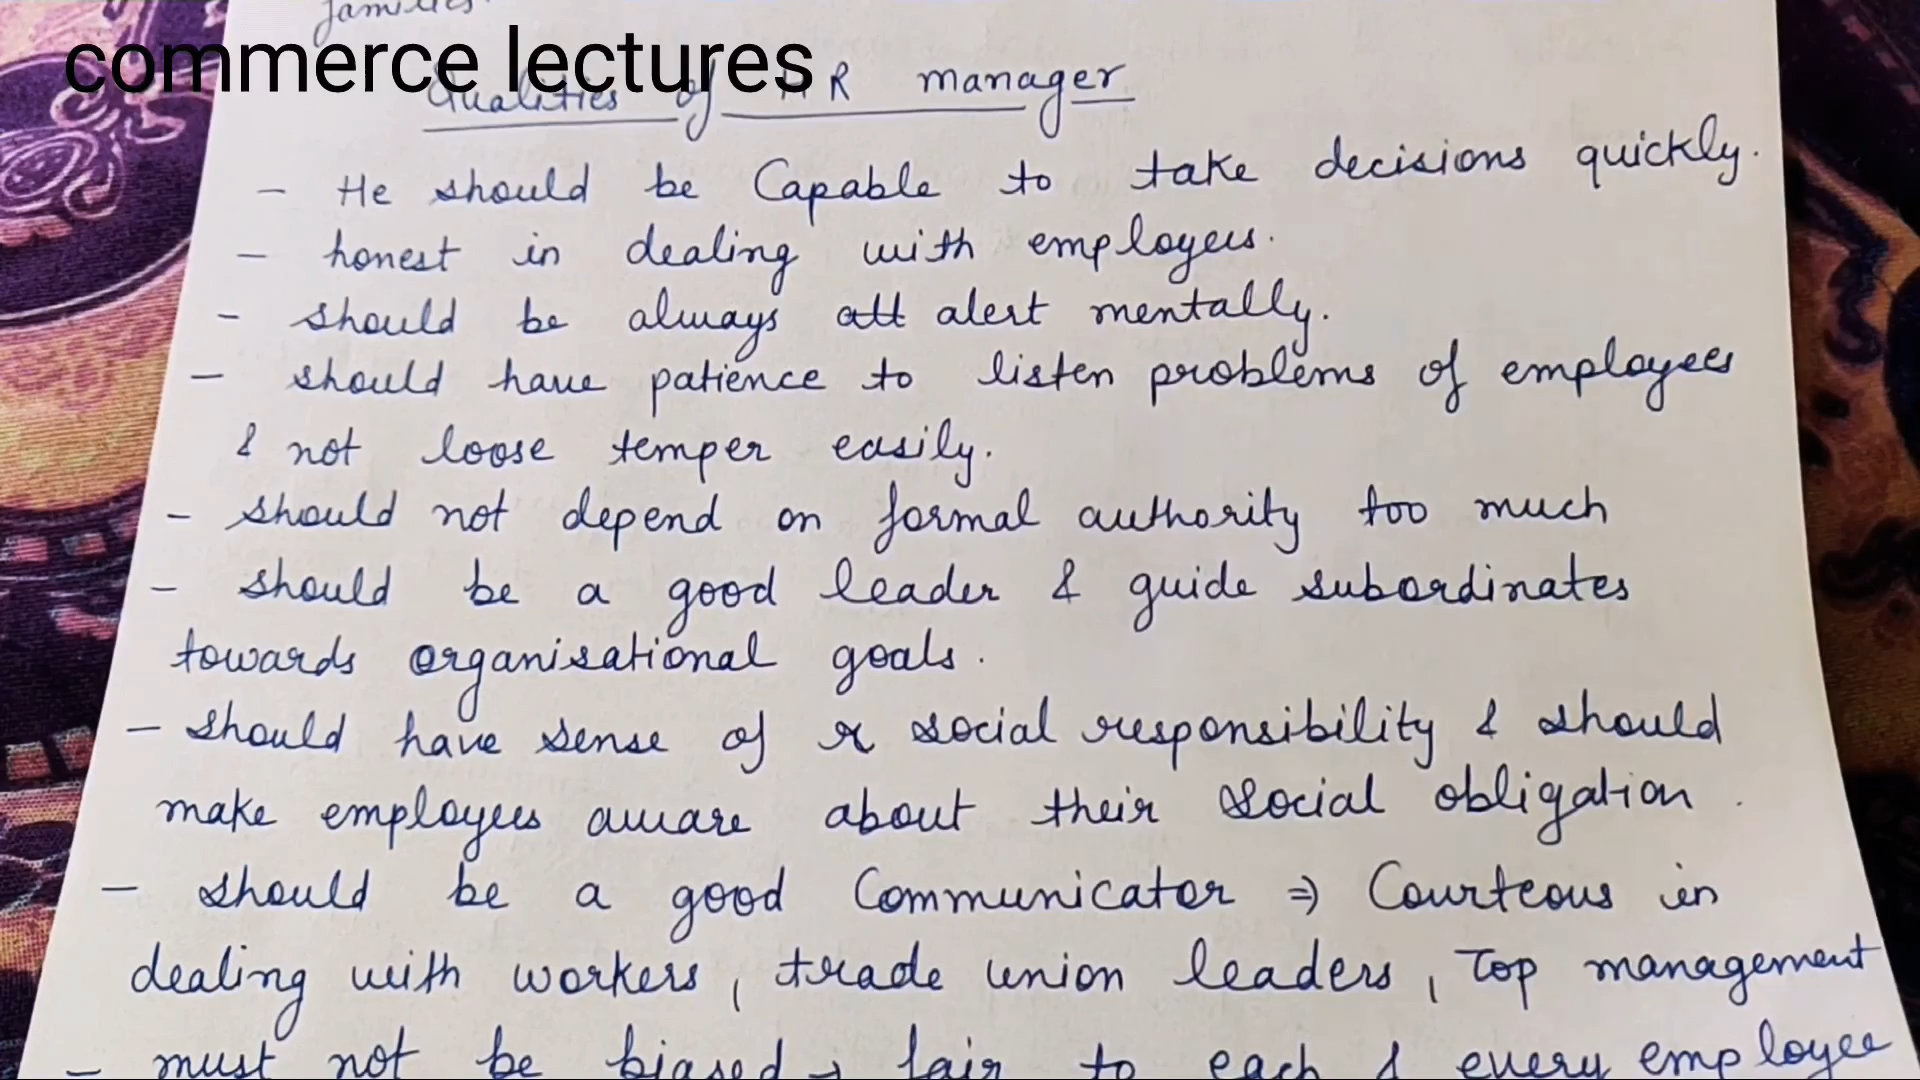 families.
commerce lectures
Qualities of HR manager
- He should be Capable to take decisions quickly.
- honest in dealing with employees.
- should be always att alert mentally.
- should have patience to listen problems of employees
& not loose temper easily.
- should not depend on formal authority too much
- should be a good leader & guide subordinates
towards organisational goals.
- should have sense of r social responsibility & should
make employees aware about their social obligation.
- should be a good Communicator ⇒ Courteous in
dealing with workers, trade union leaders, Top management
- must not be biased → fair to each & every employee